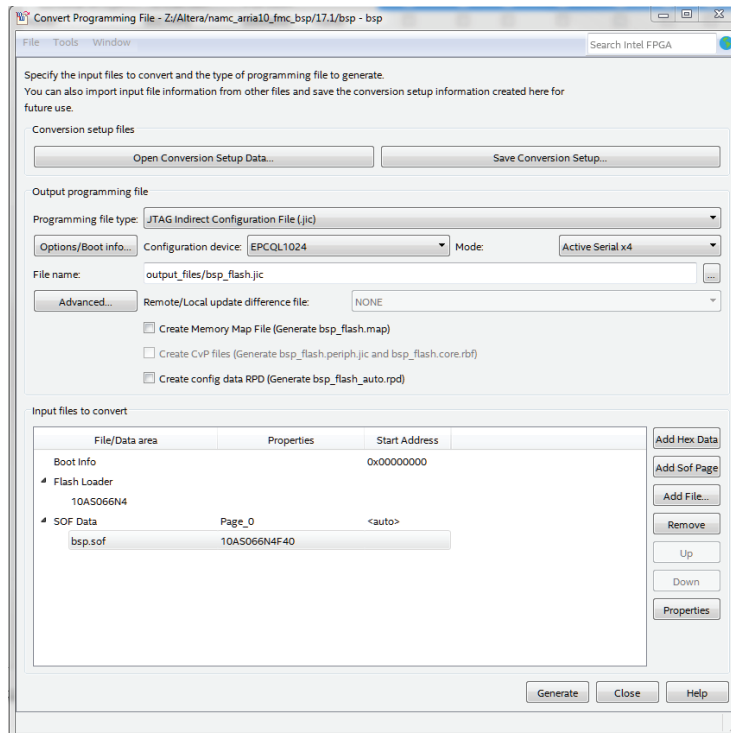 Convert Programming File - Z:/Altera/namc_arria10_fmc_bsp/17.1/bsp - bsp
File Tools Window
Search Intel FPGA
Specify the input files to convert and the type of programming file to generate.
You can also import input file information from other files and save the conversion setup information created here for
future use.
Conversion setup files
Open Conversion Setup Data...
Save Conversion Setup...
Output programming file
Programming file type: JTAG Indirect Configuration File (.jic)
Options/Boot info... Configuration device: EPCQL1024 Mode: Active Serial x4
File name: output_files/bsp_flash.jic ...
Advanced... Remote/Local update difference file: NONE
Create Memory Map File (Generate bsp_flash.map)
Create CvP files (Generate bsp_flash.periph.jic and bsp_flash.core.rbf)
Create config data RPD (Generate bsp_flash_auto.rpd)
Input files to convert
File/Data area Properties Start Address
Boot Info 0x00000000
Flash Loader
10AS066N4
SOF Data Page_0 <auto>
bsp.sof 10AS066N4F40
Add Hex Data
Add Sof Page
Add File...
Remove
Up
Down
Properties
Generate Close Help